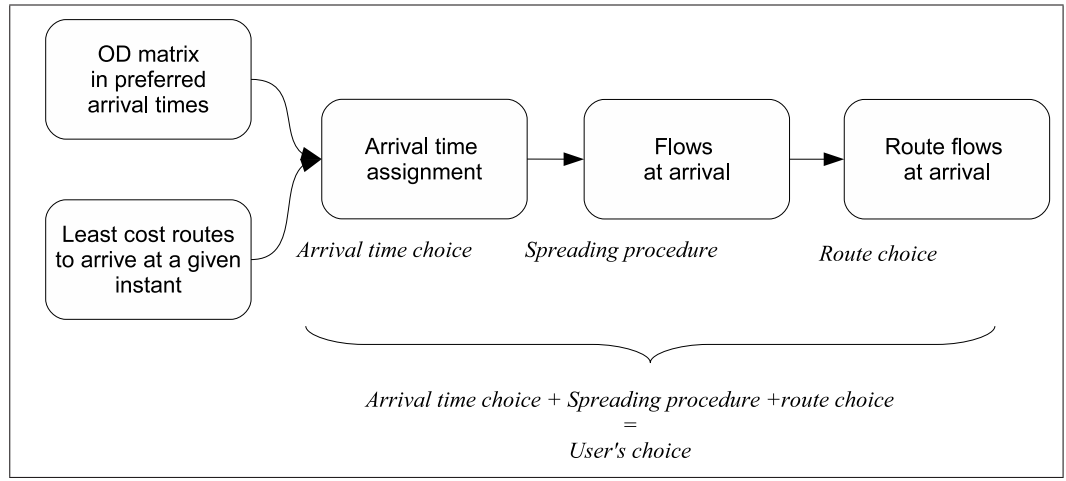 OD matrix
in preferred
arrival times
Least cost routes
to arrive at a given
instant
Arrival time
assignment
Flows
at arrival
Route flows
at arrival
Arrival time choice
Spreading procedure
Route choice
Arrival time choice + Spreading procedure +route choice
=
User's choice